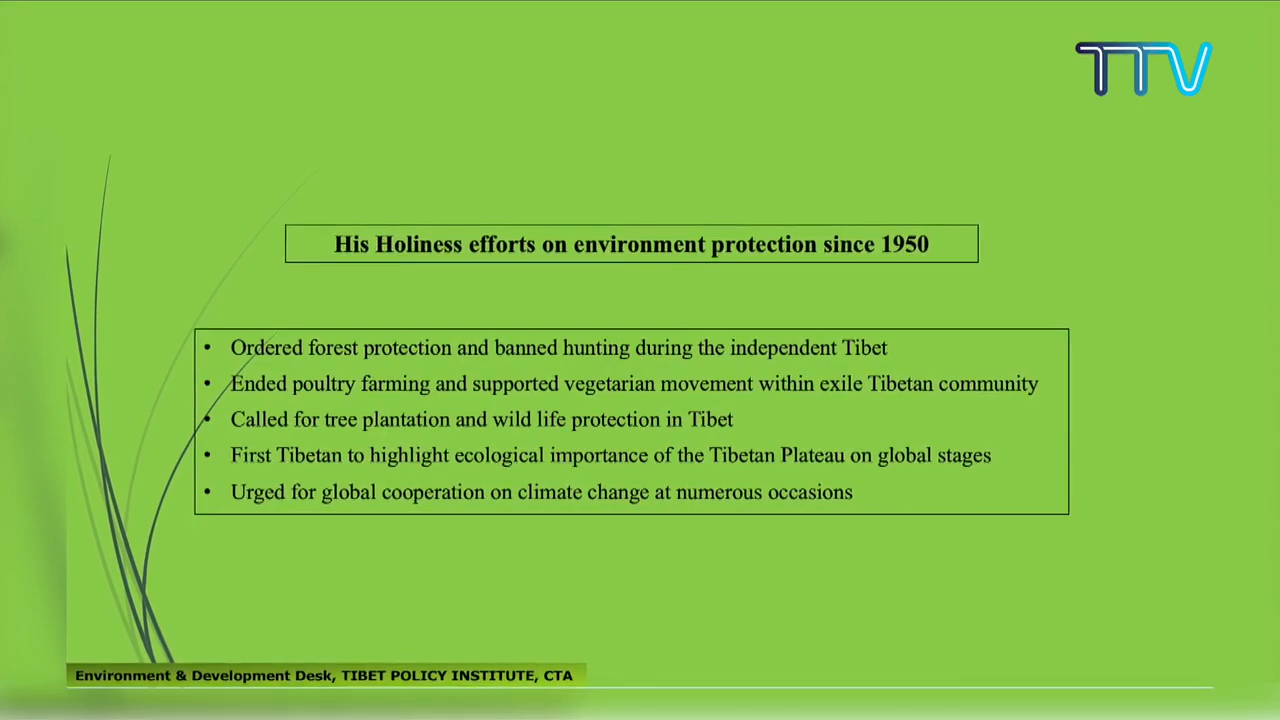 TTV
His Holiness efforts on environment protection since 1950
• Ordered forest protection and banned hunting during the independent Tibet
• Ended poultry farming and supported vegetarian movement within exile Tibetan community
• Called for tree plantation and wild life protection in Tibet
• First Tibetan to highlight ecological importance of the Tibetan Plateau on global stages
• Urged for global cooperation on climate change at numerous occasions
Environment & Development Desk, TIBET POLICY INSTITUTE, CTA